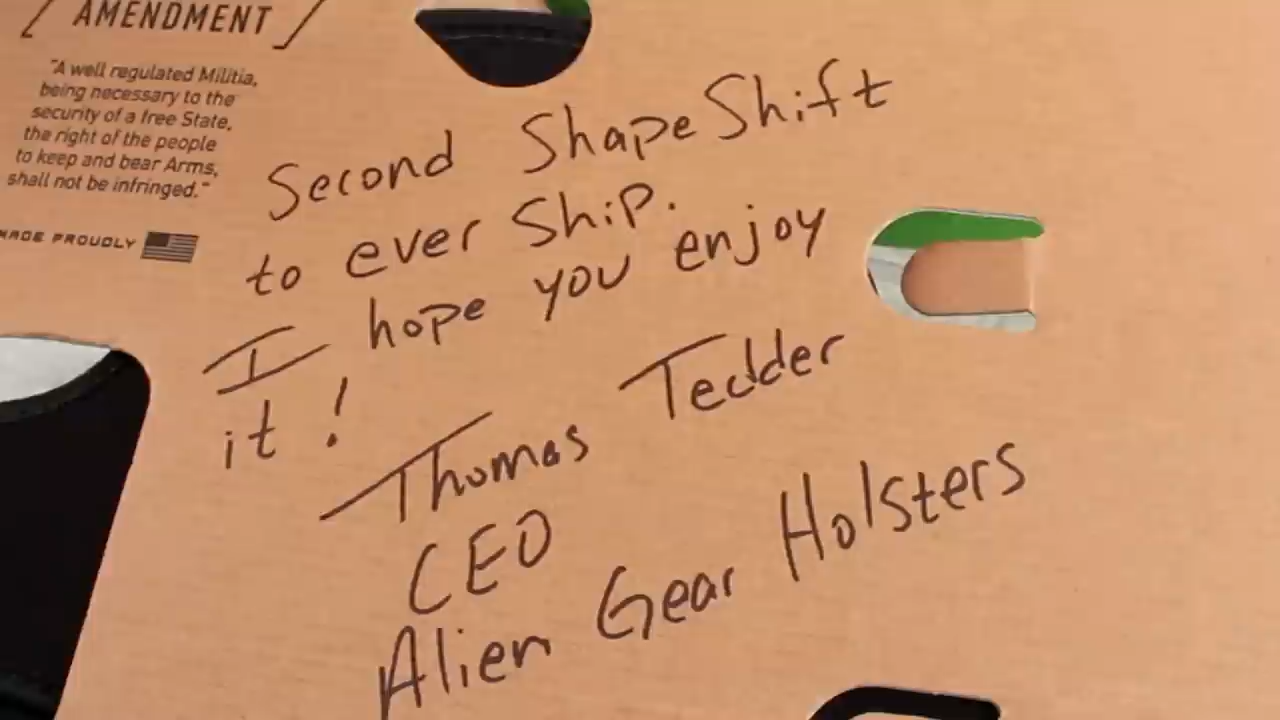 AMENDMENT
"A well regulated Militia,
being necessary to the
security of a free State,
the right of the people
to keep and bear Arms,
shall not be infringed."
MADE PROUDLY
Second ShapeShift
to ever Ship.
I hope you enjoy
it!
Thomas Tedder
CEO
Alien Gear Holsters